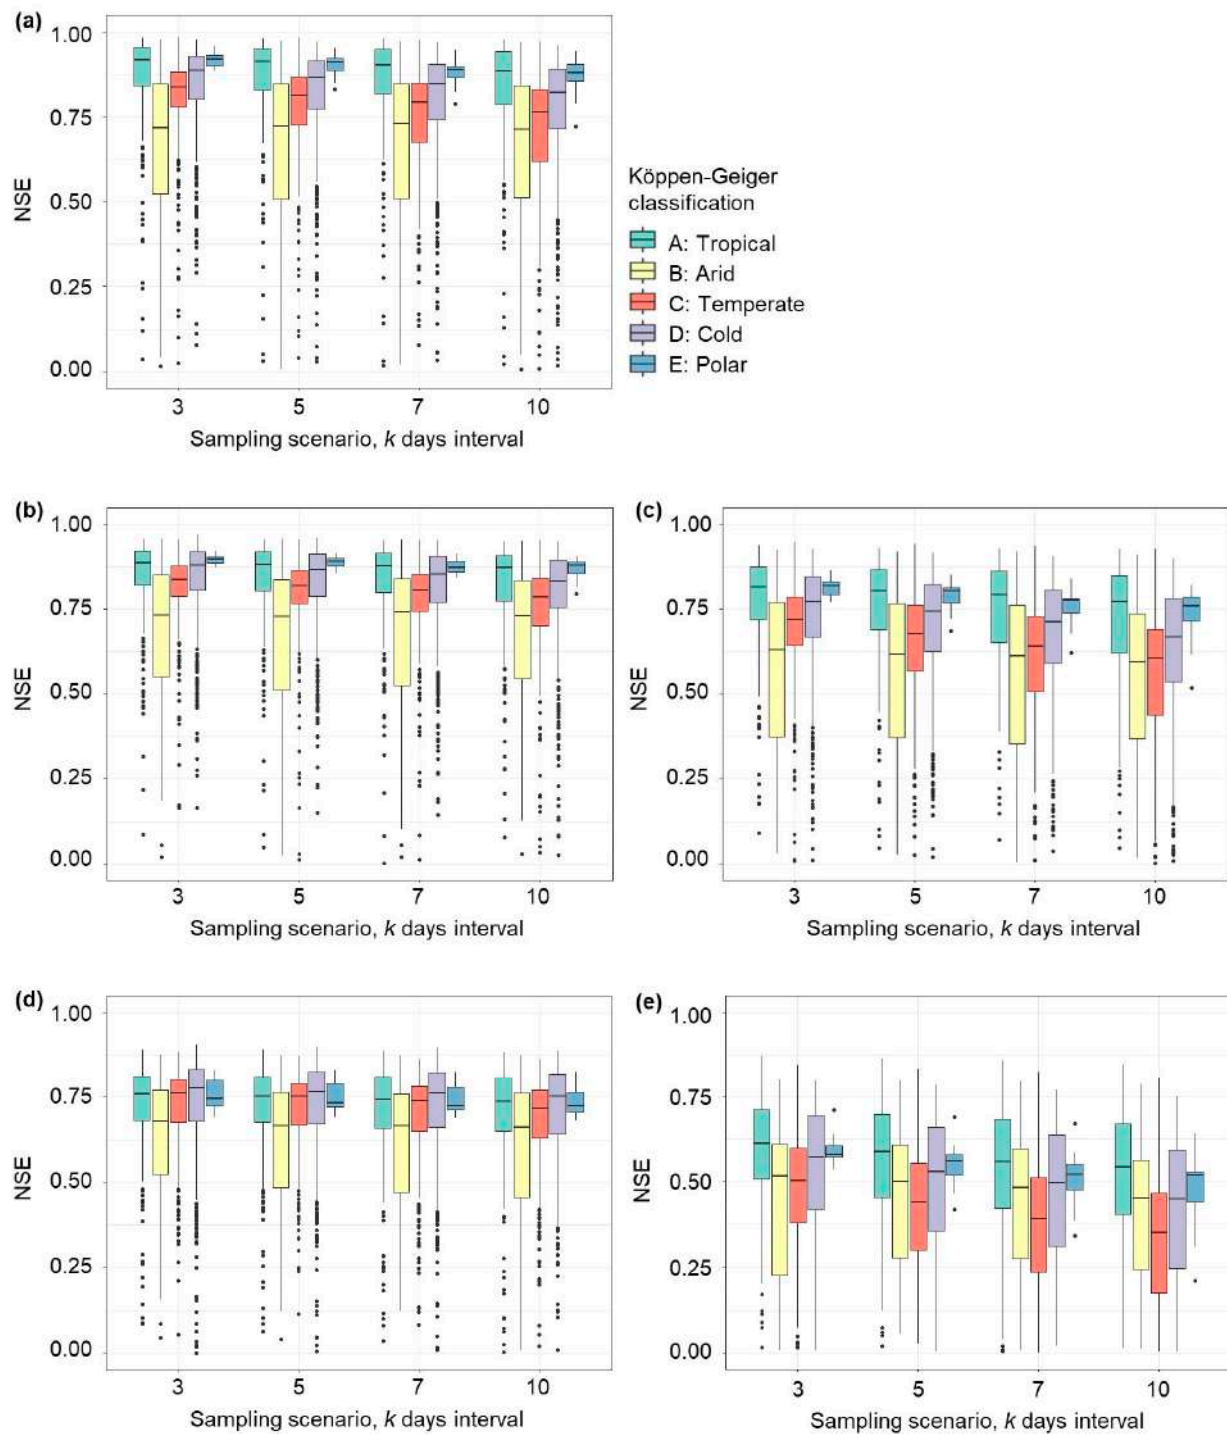 (a)
1.00
0.75
0.50
0.25
0.00
NSE
3 5 7 10
Sampling scenario, k days interval
Köppen-Geiger
classification
A: Tropical
B: Arid
C: Temperate
D: Cold
E: Polar
(b)
1.00
0.75
0.50
0.25
0.00
NSE
3 5 7 10
Sampling scenario, k days interval
(c)
1.00
0.75
0.50
0.25
0.00
NSE
3 5 7 10
Sampling scenario, k days interval
(d)
1.00
0.75
0.50
0.25
0.00
NSE
3 5 7 10
Sampling scenario, k days interval
(e)
1.00
0.75
0.50
0.25
0.00
NSE
3 5 7 10
Sampling scenario, k days interval